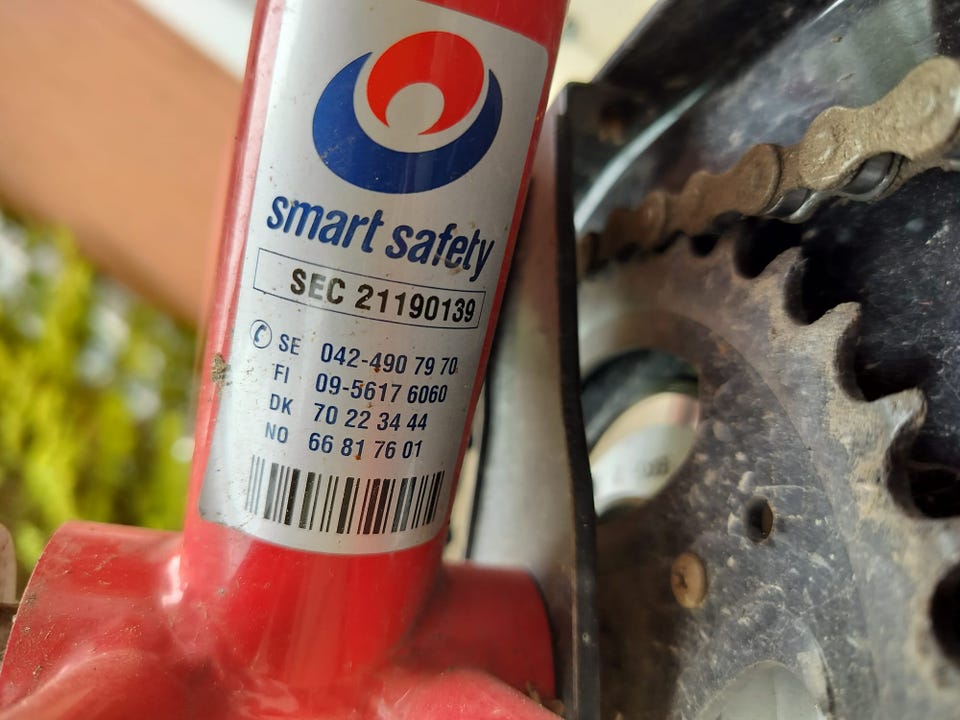 smart safety
SEC 21190139
SE 042-490 79 70
FI 09-5617 6060
DK 70 22 34 44
NO 66 81 76 01